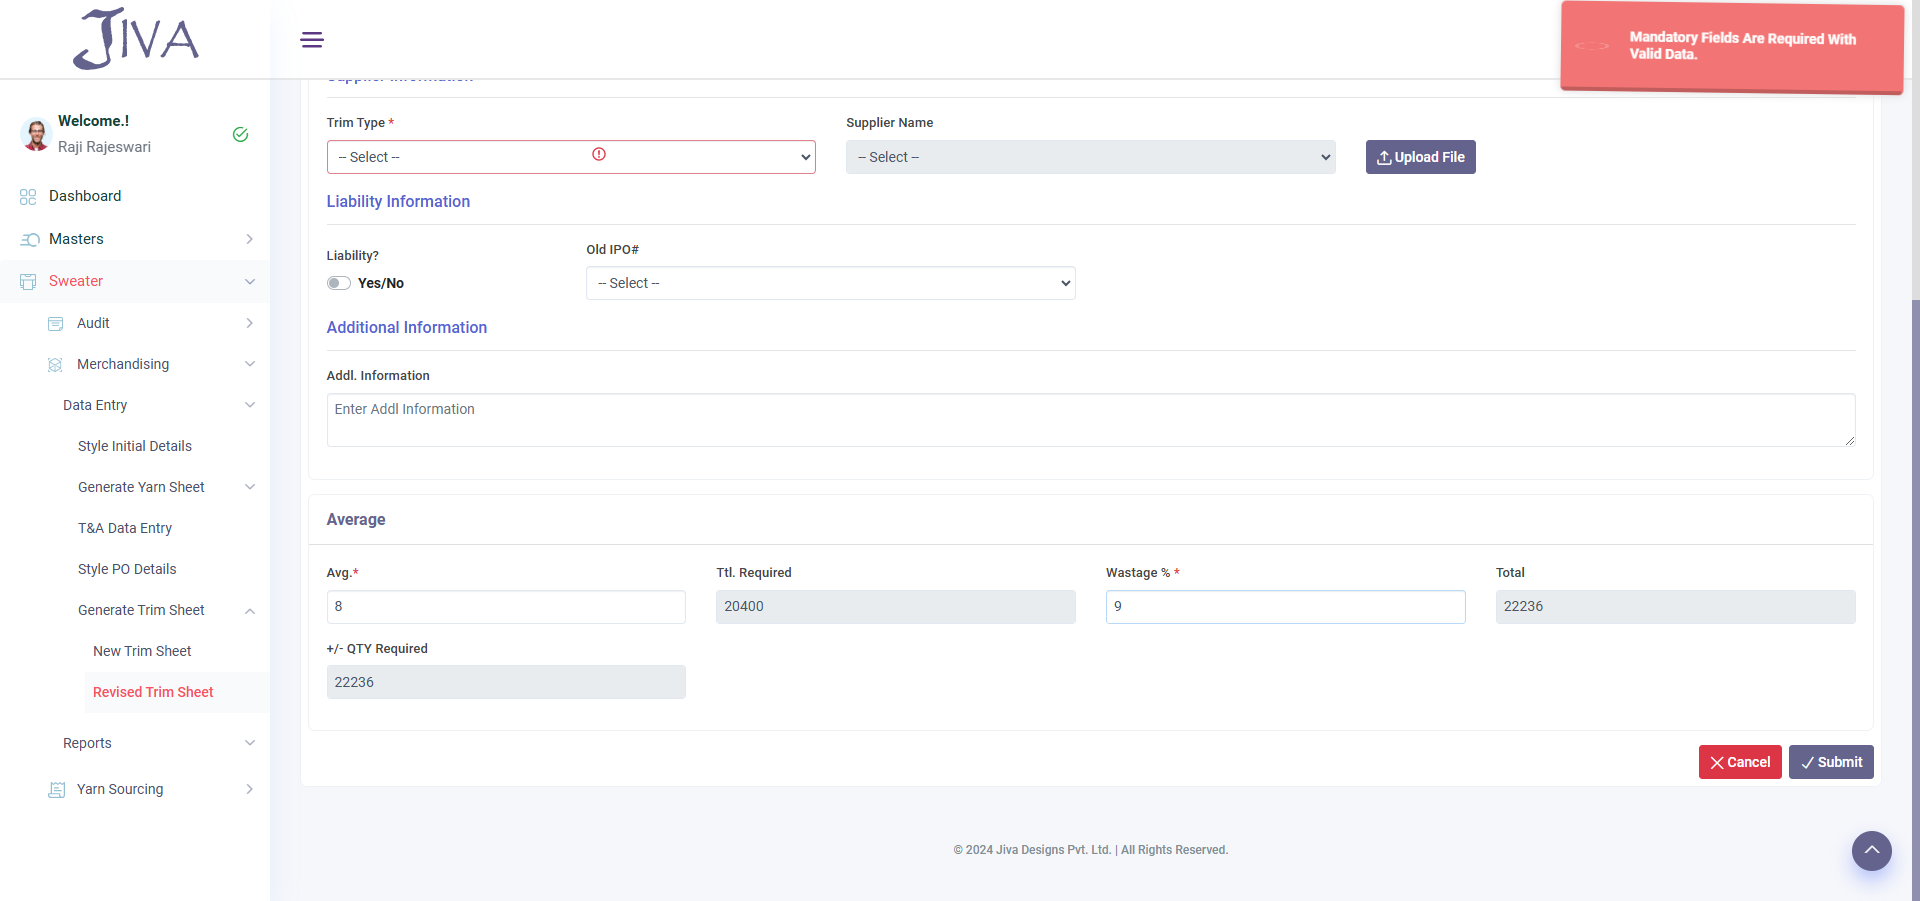 JIVA
Mandatory Fields Are Required With
Valid Data.
Welcome.!
Raji Rajeswari
Dashboard
Masters
Sweater
Audit
Merchandising
Data Entry
Style Initial Details
Generate Yarn Sheet
T&A Data Entry
Style PO Details
Generate Trim Sheet
New Trim Sheet
Revised Trim Sheet
Reports
Yarn Sourcing
Supplier Information
Trim Type *
Supplier Name
-- Select --
-- Select --
Upload File
Liability Information
Liability?
Old IPO#
Yes/No
-- Select --
Additional Information
Addl. Information
Enter Addl Information
Average
Avg.*
Ttl. Required
Wastage % *
Total
8
20400
9
22236
+/- QTY Required
22236
Cancel
Submit
© 2024 Jiva Designs Pvt. Ltd. | All Rights Reserved.